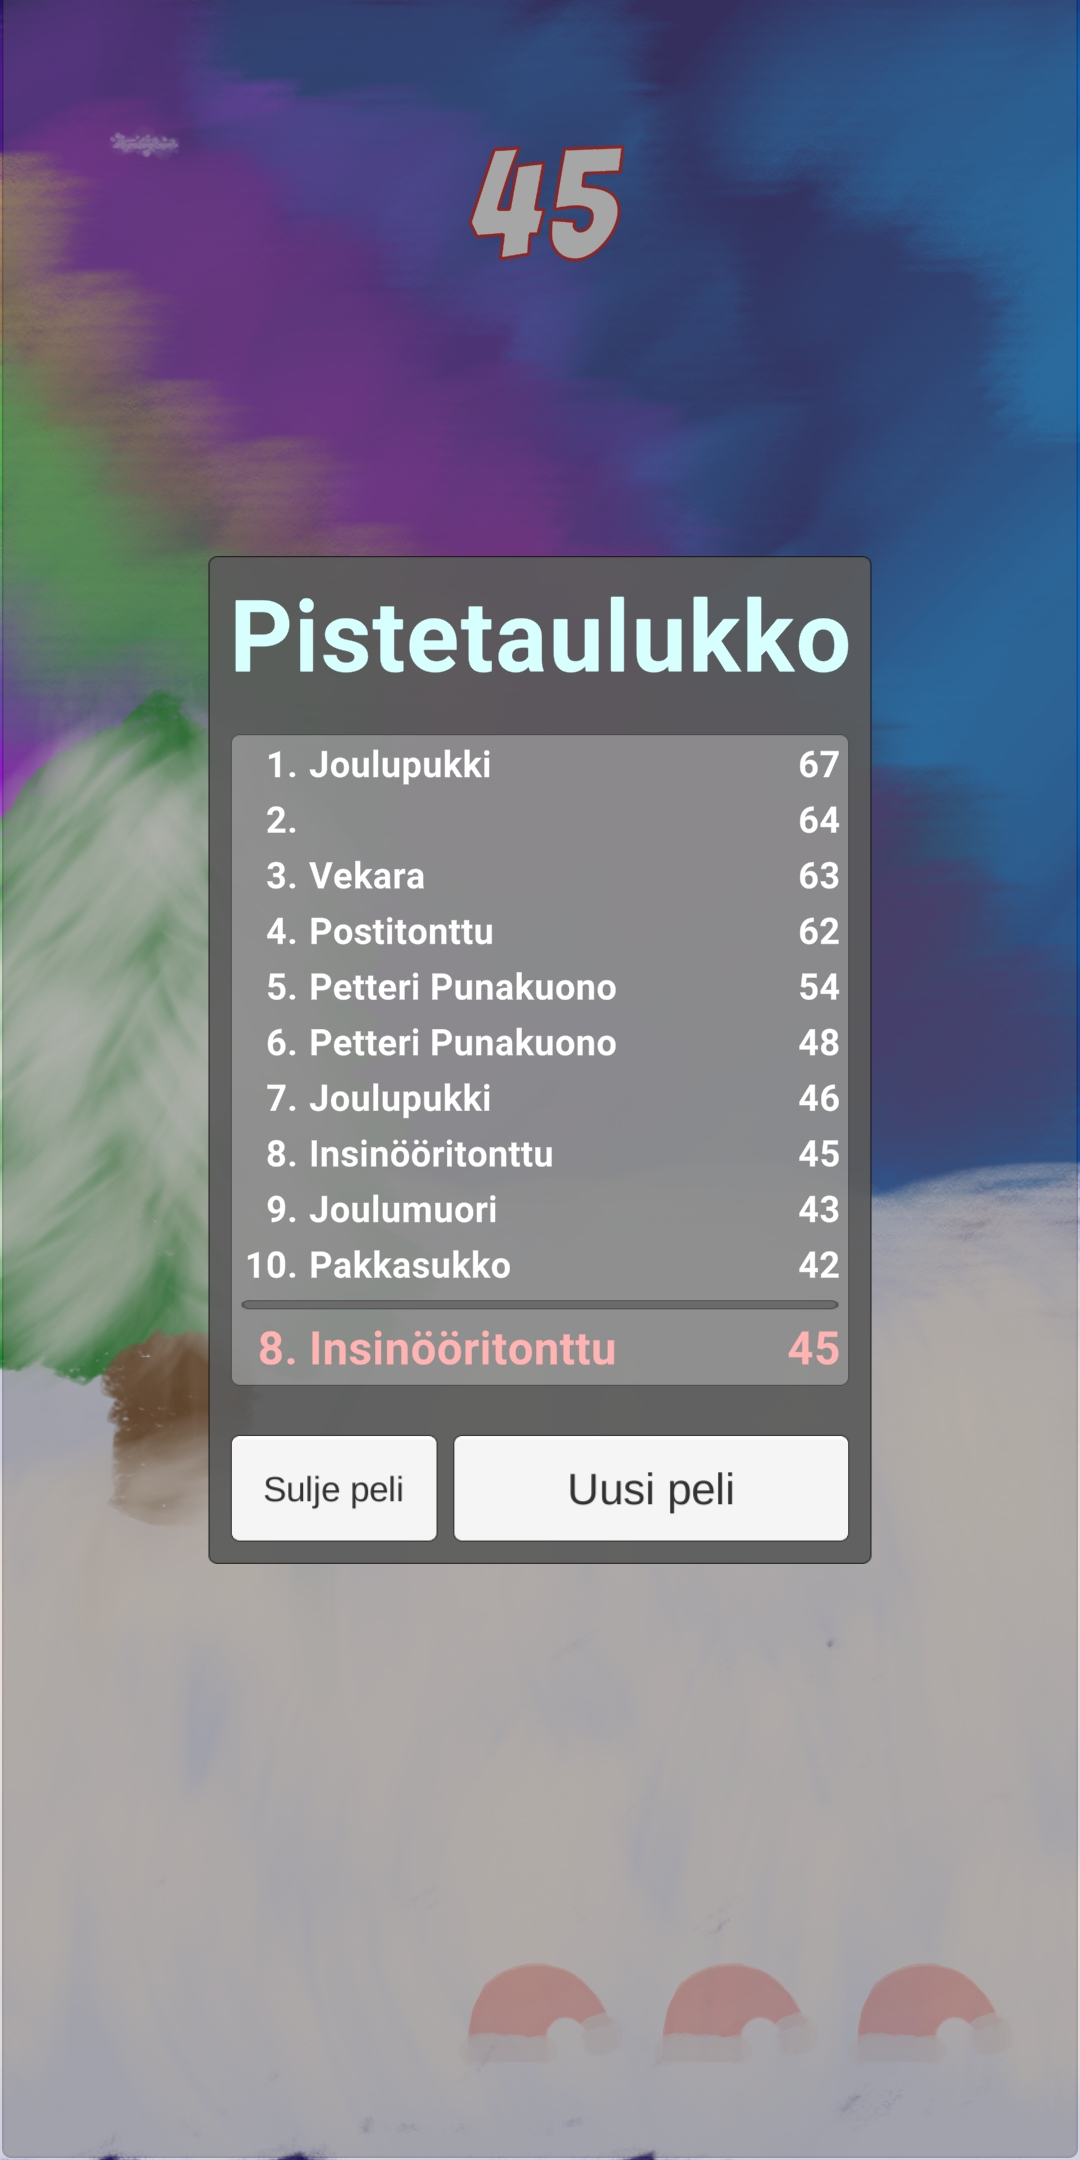 45
Pistetaulukko
1. Joulupukki 67
2. 64
3. Vekara 63
4. Postitonttu 62
5. Petteri Punakuono 54
6. Petteri Punakuono 48
7. Joulupukki 46
8. Insinööritonttu 45
9. Joulumuori 43
10. Pakkasukko 42
8. Insinööritonttu 45
Sulje peli Uusi peli